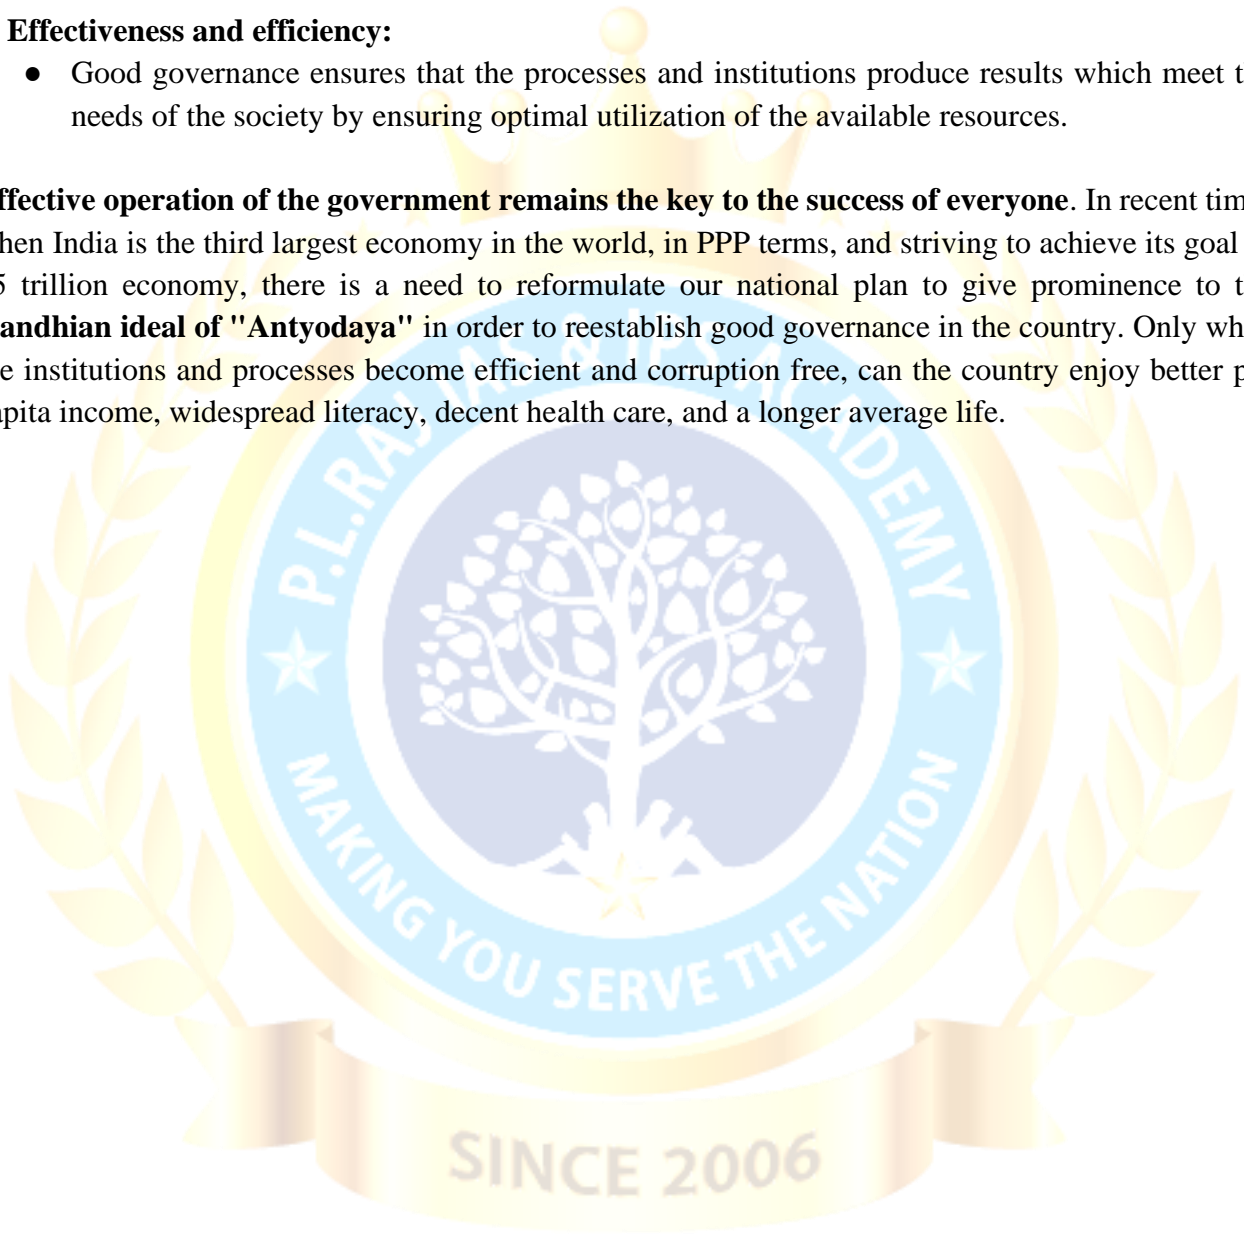 Effectiveness and efficiency:
● Good governance ensures that the processes and institutions produce results which meet t
needs of the society by ensuring optimal utilization of the available resources.
ffective operation of the government remains the key to the success of everyone. In recent tim
hen India is the third largest economy in the world, in PPP terms, and striving to achieve its goal
5 trillion economy, there is a need to reformulate our national plan to give prominence to t
andhian ideal of "Antyodaya" in order to reestablish good governance in the country. Only wh
e institutions and processes become efficient and corruption free, can the country enjoy better p
pita income, widespread literacy, decent health care, and a longer average life.
P.L.RAJ IAS & IPS ACADEMY
MAKING YOU SERVE THE NATION
SINCE 2006